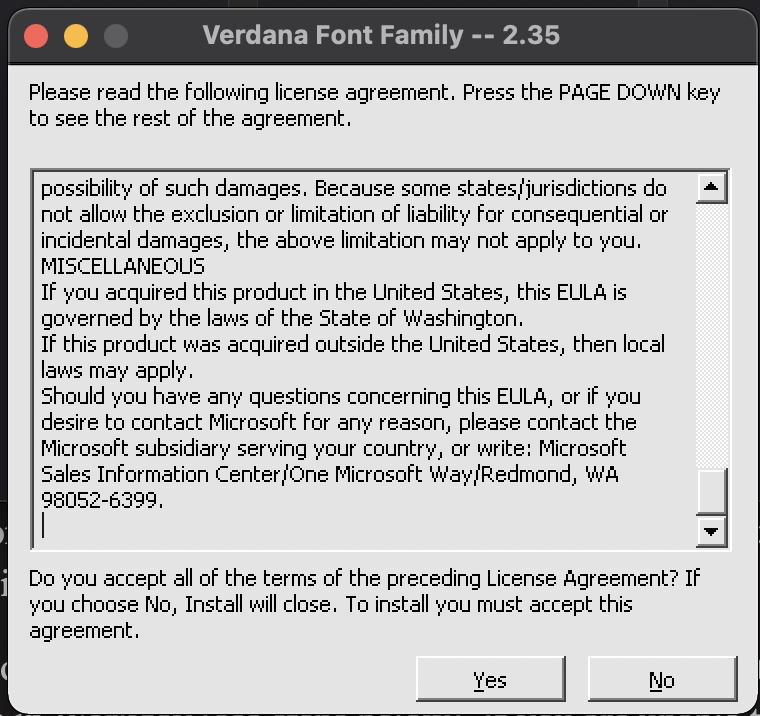 Verdana Font Family -- 2.35
Please read the following license agreement. Press the PAGE DOWN key
to see the rest of the agreement.
possibility of such damages. Because some states/jurisdictions do
not allow the exclusion or limitation of liability for consequential or
incidental damages, the above limitation may not apply to you.
MISCELLANEOUS
If you acquired this product in the United States, this EULA is
governed by the laws of the State of Washington.
If this product was acquired outside the United States, then local
laws may apply.
Should you have any questions concerning this EULA, or if you
desire to contact Microsoft for any reason, please contact the
Microsoft subsidiary serving your country, or write: Microsoft
Sales Information Center/One Microsoft Way/Redmond, WA
98052-6399.
Do you accept all of the terms of the preceding License Agreement? If
you choose No, Install will close. To install you must accept this
agreement.
Yes No